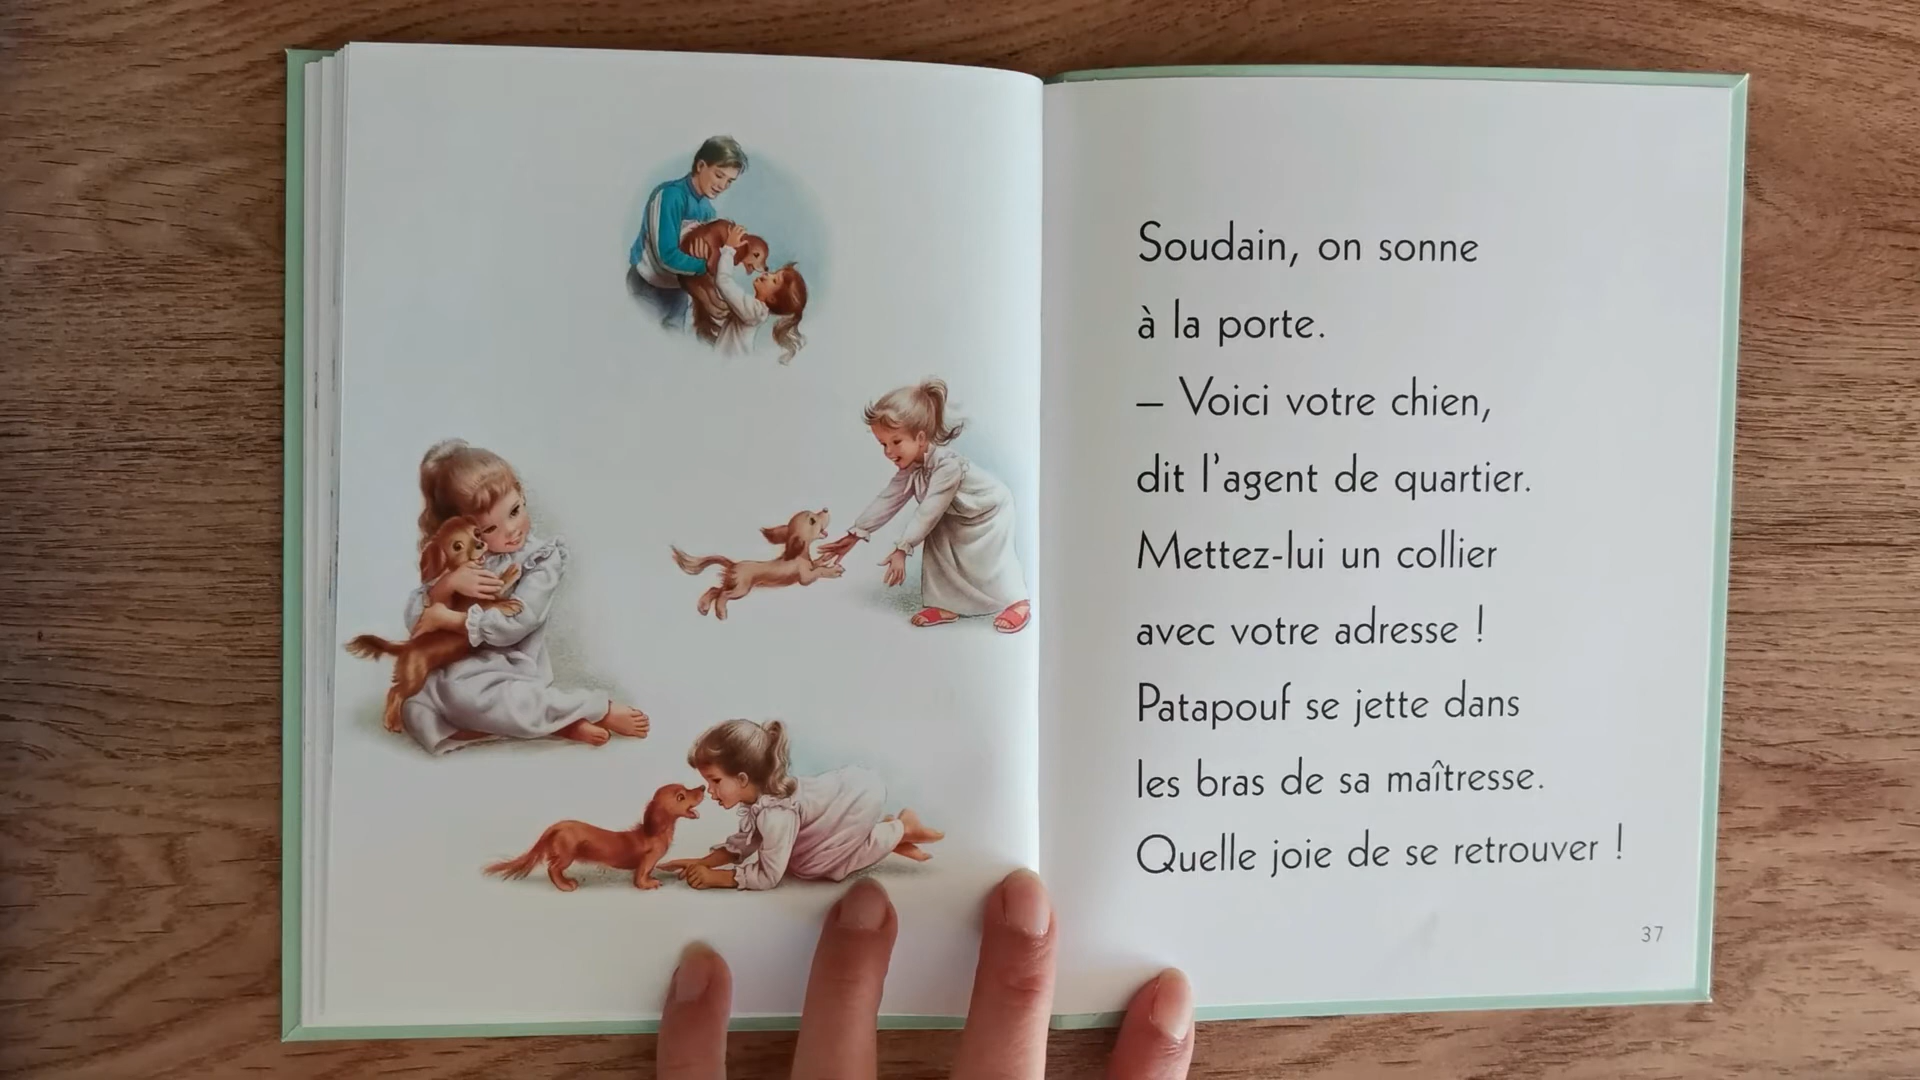 Soudain, on sonne
à la porte.
– Voici votre chien,
dit l'agent de quartier.
Mettez-lui un collier
avec votre adresse !
Patapouf se jette dans
les bras de sa maîtresse.
Quelle joie de se retrouver !
37